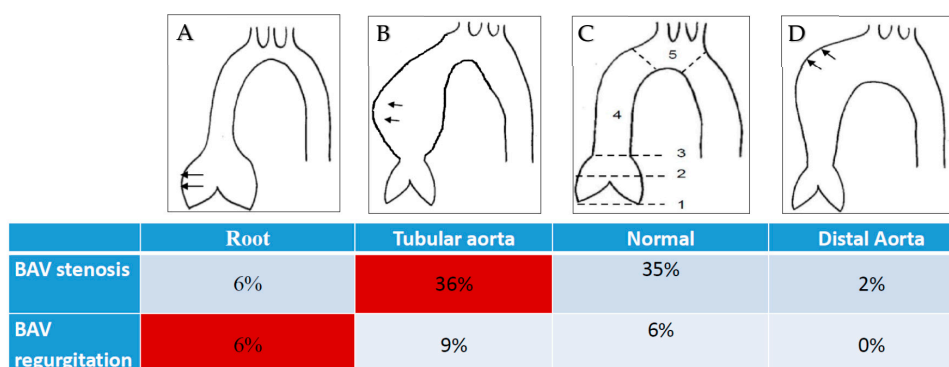 A
B
C
D
5
4
3
2
1
Root Tubular aorta Normal Distal Aorta
BAV stenosis 6% 36% 35% 2%
BAV
regurgitation 6% 9% 6% 0%